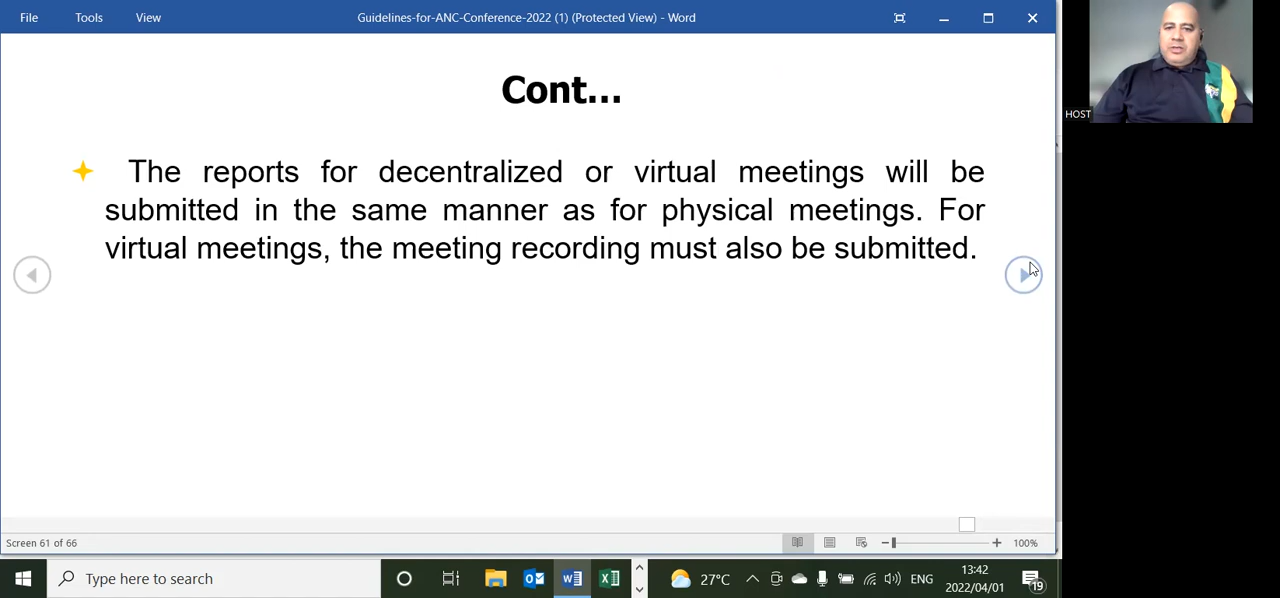 File Tools View Guidelines-for-ANC-Conference-2022 (1) (Protected View) - Word
HOST
Cont...
The reports for decentralized or virtual meetings will be
submitted in the same manner as for physical meetings. For
virtual meetings, the meeting recording must also be submitted.
Screen 61 of 66 100%
Type here to search 27°C ENG 13:42
2022/04/01 19